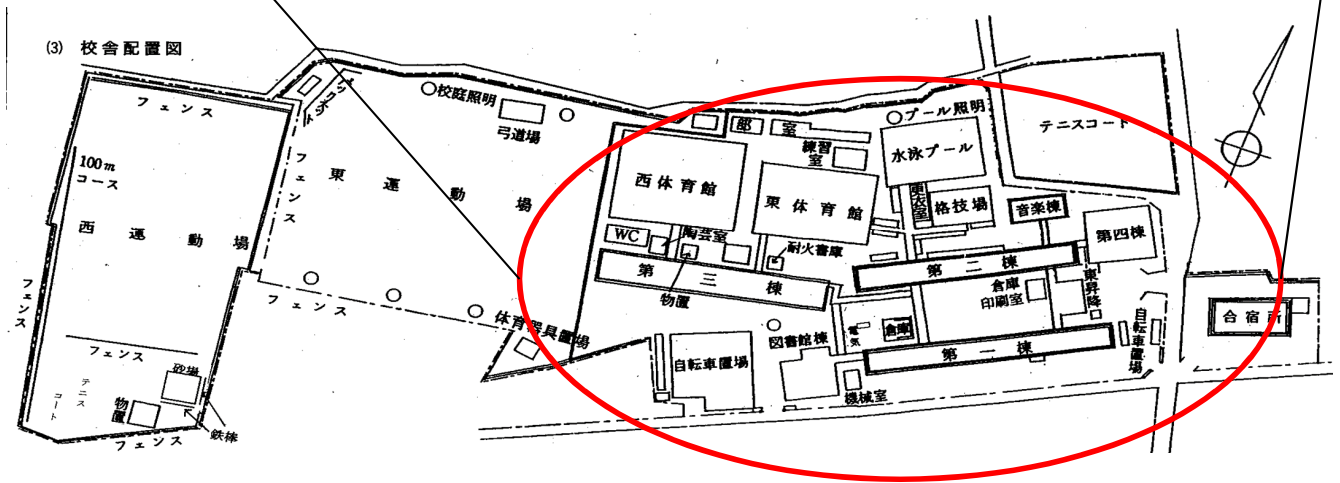 (3) 校舎配置図
フェンス
100m
コース
西運動場
フェンス
フェンス
テニス
コート
砂場
物置
鉄棒
フェンス
フェンス
東運動場
校庭照明
弓道場
フェンス
体育器具置場
部室
練習室
西体育館
東体育館
WC
陶芸室
物置
耐火書庫
第三棟
プール照明
水泳プール
更衣室
格技場
音楽棟
テニスコート
第四棟
第二棟
倉庫
印刷室
東昇降
電気
倉庫
図書館棟
第一棟
自転車置場
機械室
自転車置場
合宿所